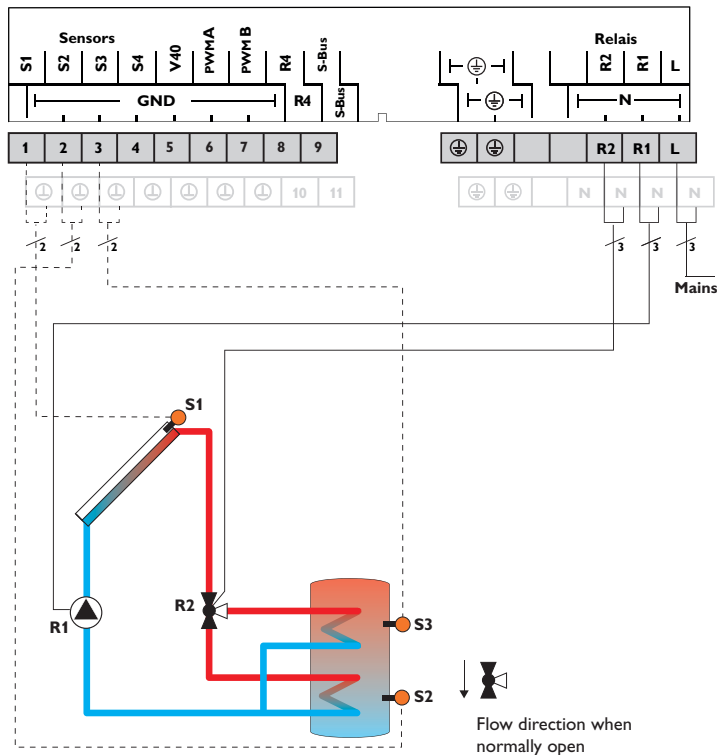 Sensors
Relais
S1 S2 S3 S4 V40 PWMA PWM B R4 S-Bus R2 R1 L
GND R4 S-Bus N
1 2 3 4 5 6 7 8 9 R2 R1 L
10 11 N N N N
2 2 2 3 3 3
Mains
S1
R1
R2
S3
S2
Flow direction when
normally open